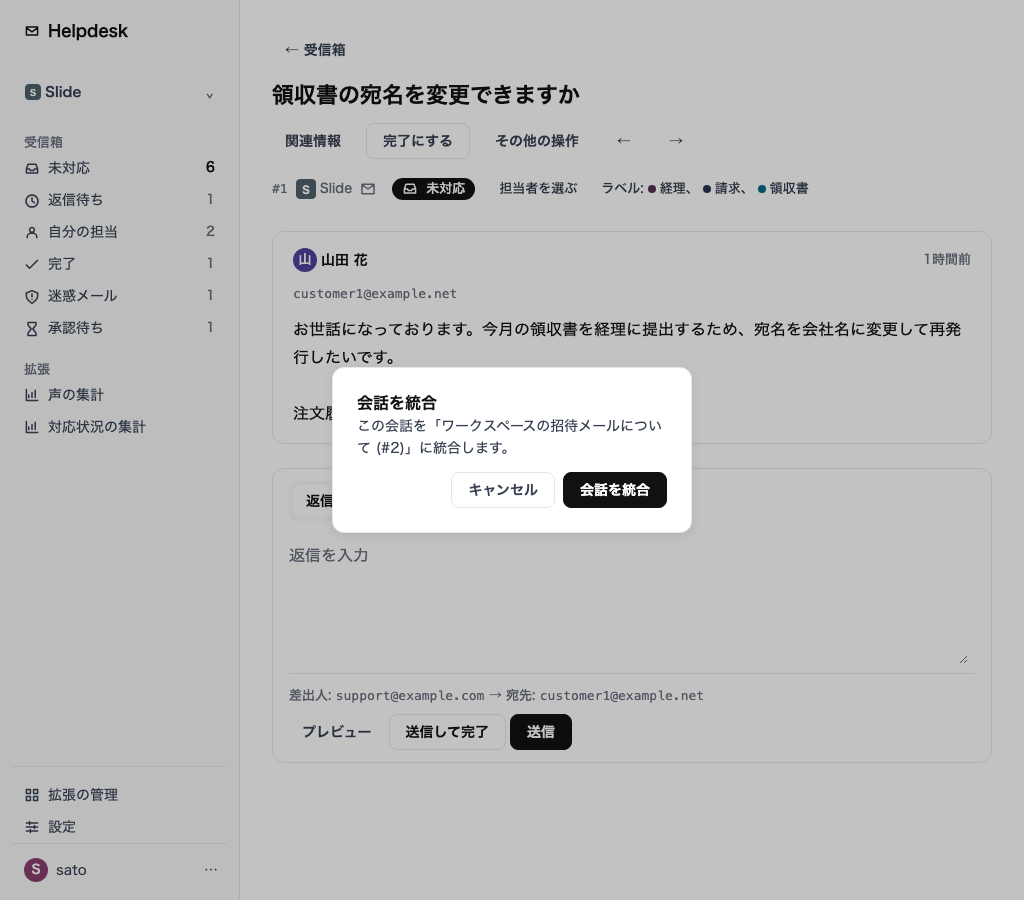 Helpdesk
S Slide
受信箱
未対応 6
返信待ち 1
自分の担当 2
完了 1
迷惑メール 1
承認待ち 1
拡張
声の集計
対応状況の集計
拡張の管理
設定
S sato ...
← 受信箱
領収書の宛名を変更できますか
関連情報 完了にする その他の操作 ← →
#1 S Slide 未対応 担当者を選ぶ ラベル: 経理、 請求、 領収書
山 山田 花 1時間前
customer1@example.net
お世話になっております。今月の領収書を経理に提出するため、宛名を会社名に変更して再発
行したいです。
注文
会話を統合
この会話を「ワークスペースの招待メールについ
て (#2)」に統合します。
キャンセル 会話を統合
返信
返信を入力
差出人: support@example.com → 宛先: customer1@example.net
プレビュー 送信して完了 送信